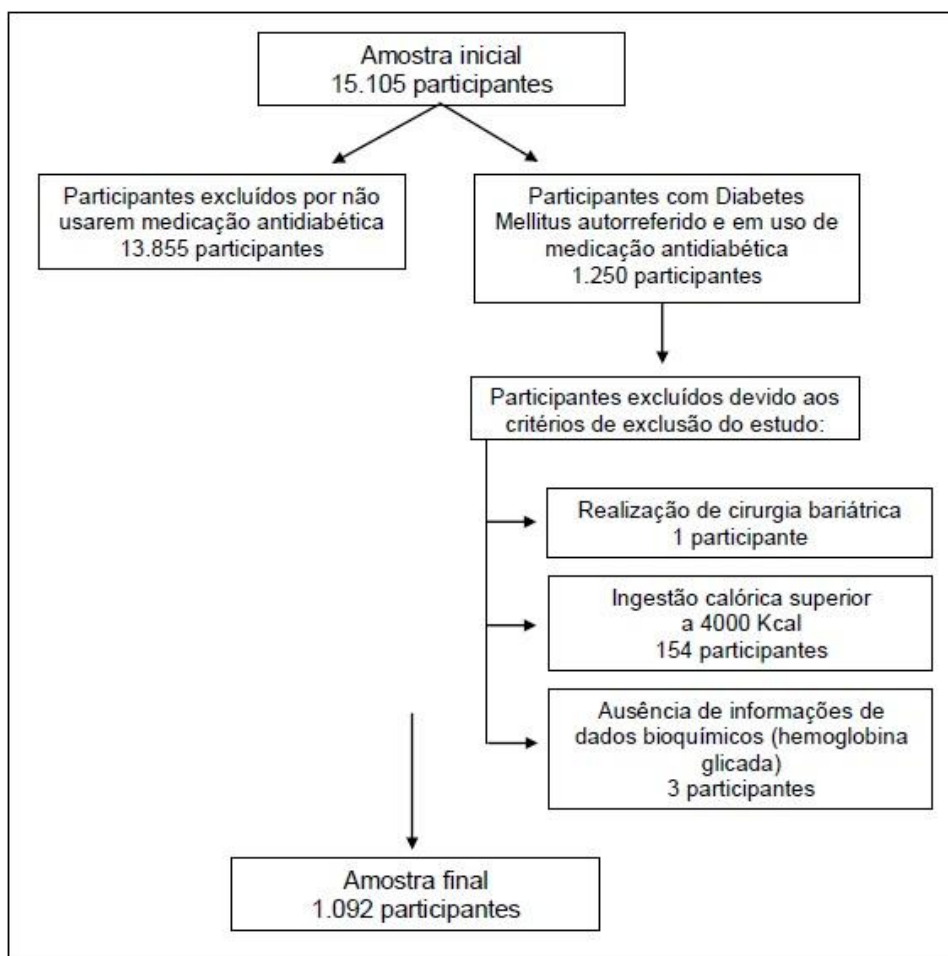 Amostra inicial
15.105 participantes
Participantes excluídos por não
usarem medicação antidiabética
13.855 participantes
Participantes com Diabetes
Mellitus autorreferido e em uso de
medicação antidiabética
1.250 participantes
Participantes excluídos devido aos
critérios de exclusão do estudo:
Realização de cirurgia bariátrica
1 participante
Ingestão calórica superior
a 4000 Kcal
154 participantes
Ausência de informações de
dados bioquímicos (hemoglobina
glicada)
3 participantes
Amostra final
1.092 participantes